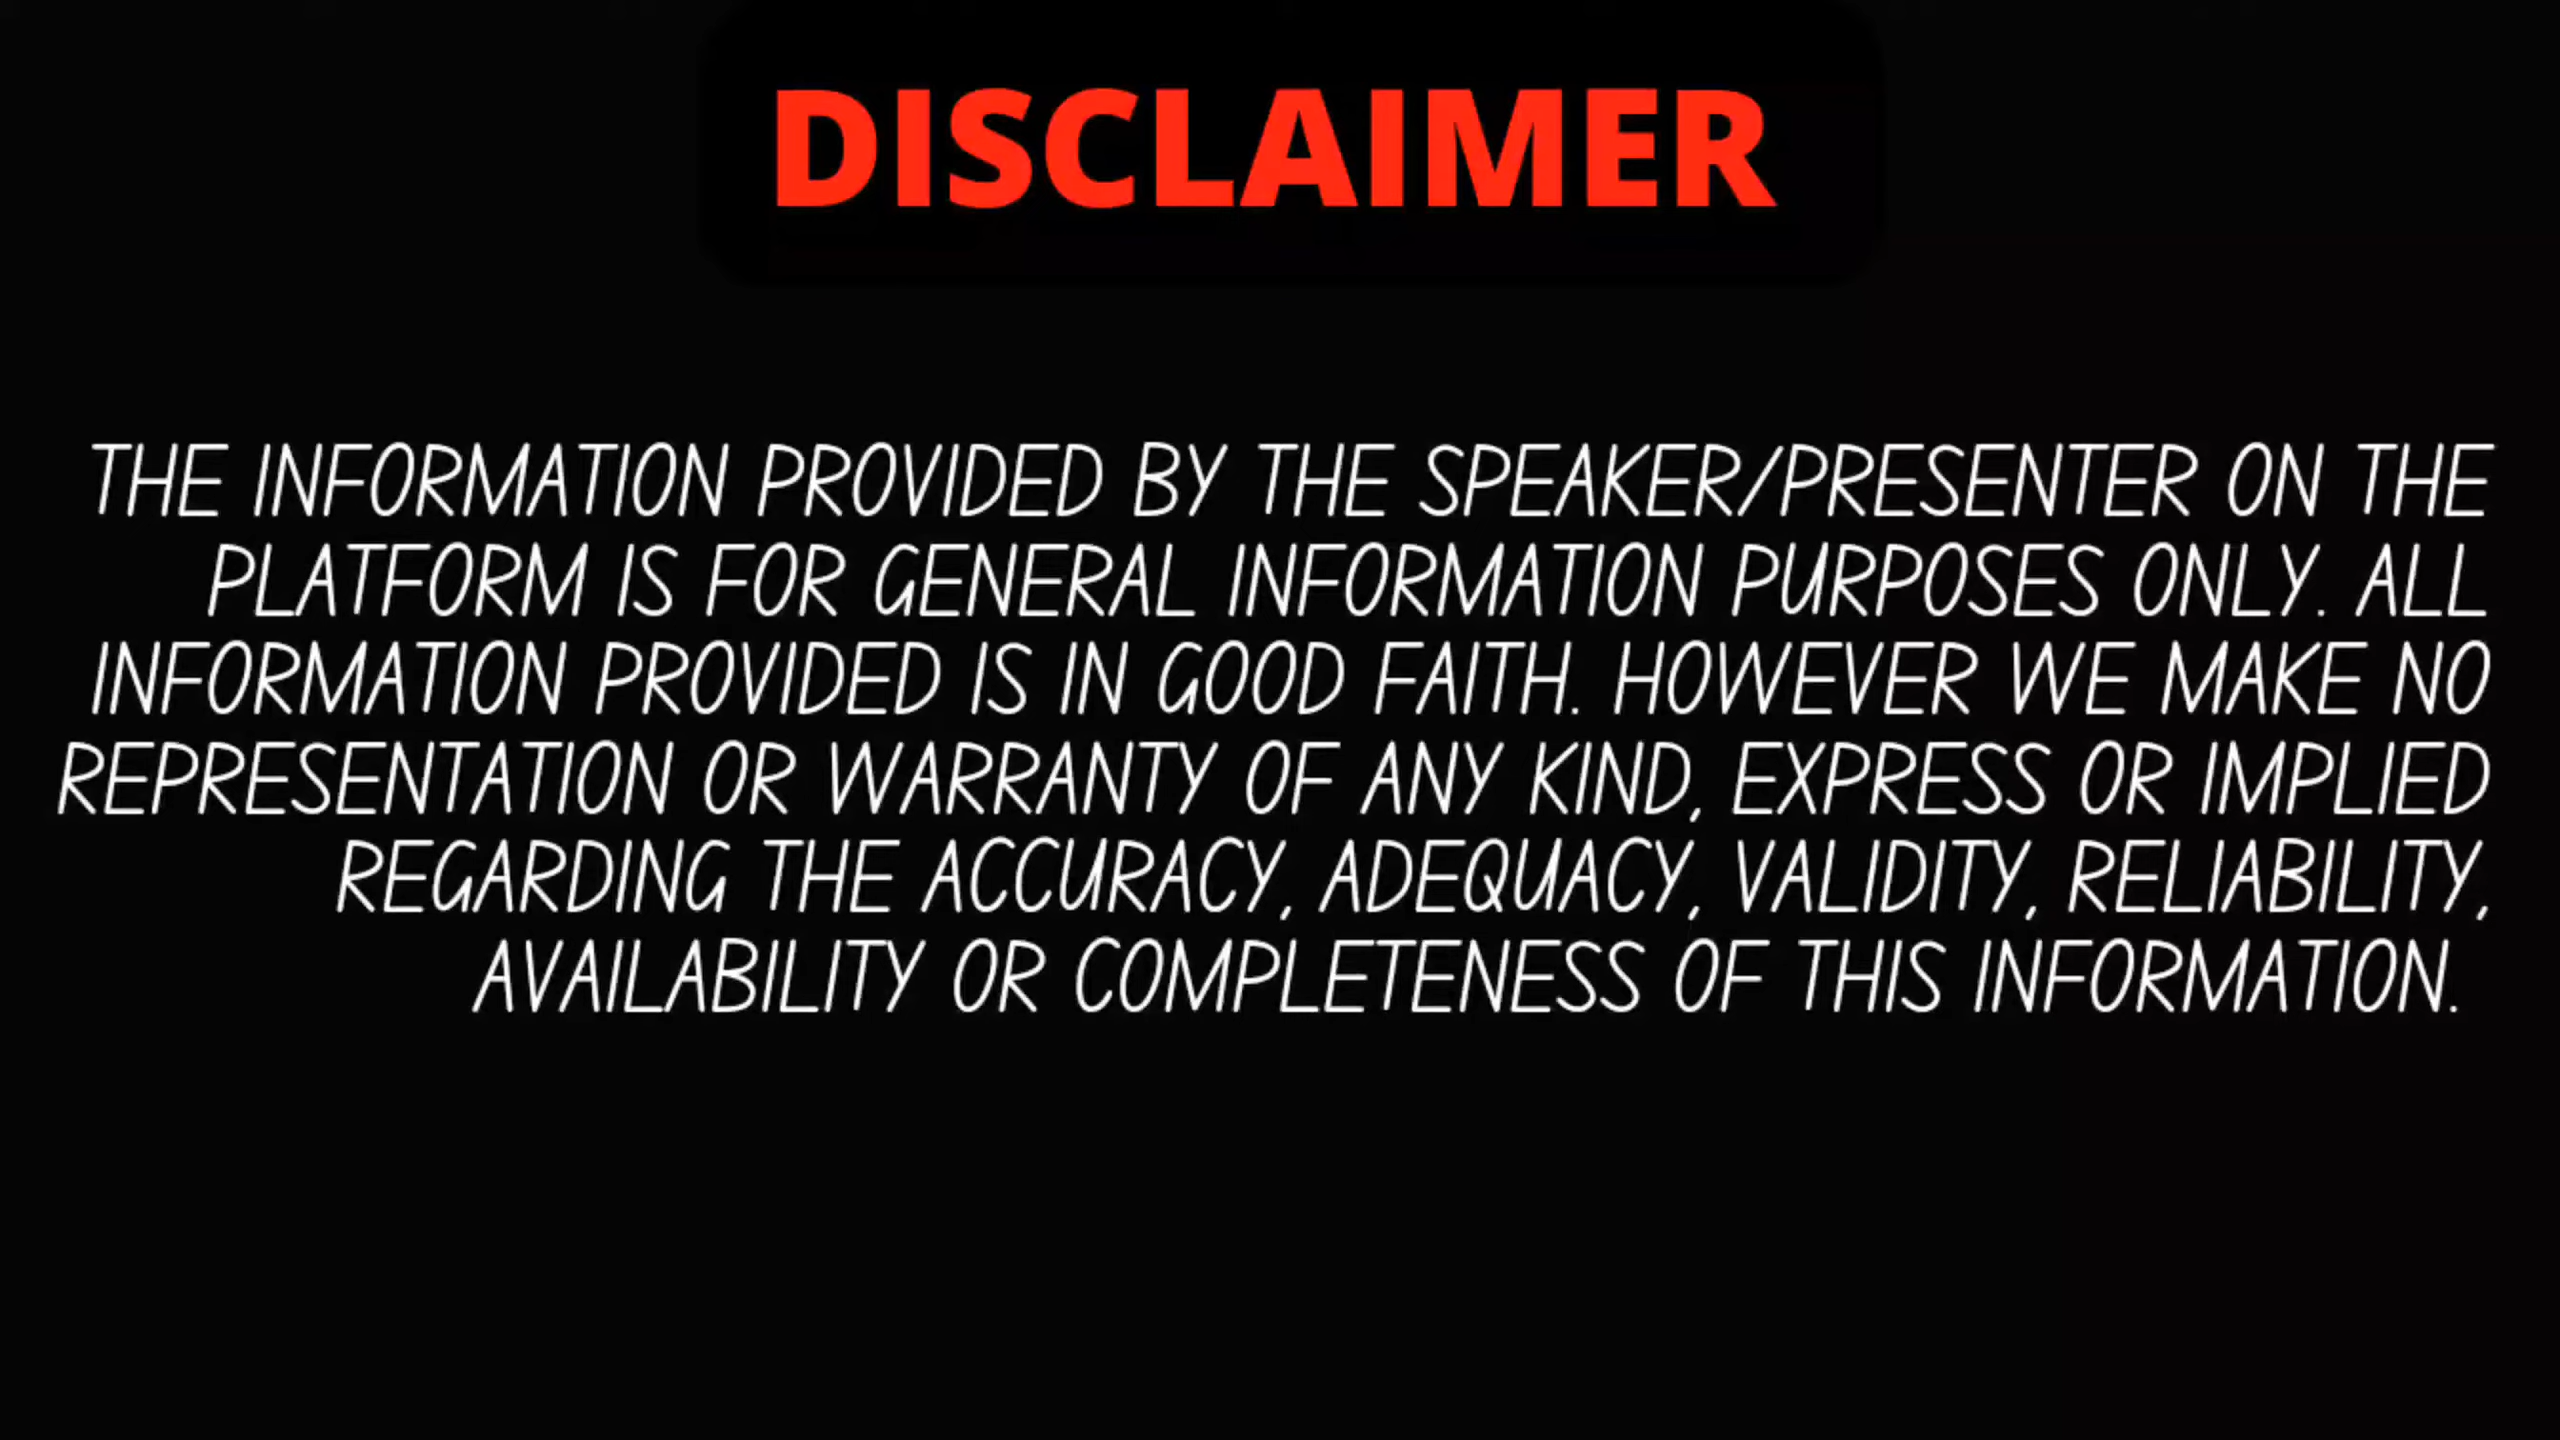 DISCLAIMER
THE INFORMATION PROVIDED BY THE SPEAKER/PRESENTER ON THE
PLATFORM IS FOR GENERAL INFORMATION PURPOSES ONLY. ALL
INFORMATION PROVIDED IS IN GOOD FAITH. HOWEVER WE MAKE NO
REPRESENTATION OR WARRANTY OF ANY KIND, EXPRESS OR IMPLIED
REGARDING THE ACCURACY, ADEQUACY, VALIDITY, RELIABILITY,
AVAILABILITY OR COMPLETENESS OF THIS INFORMATION.